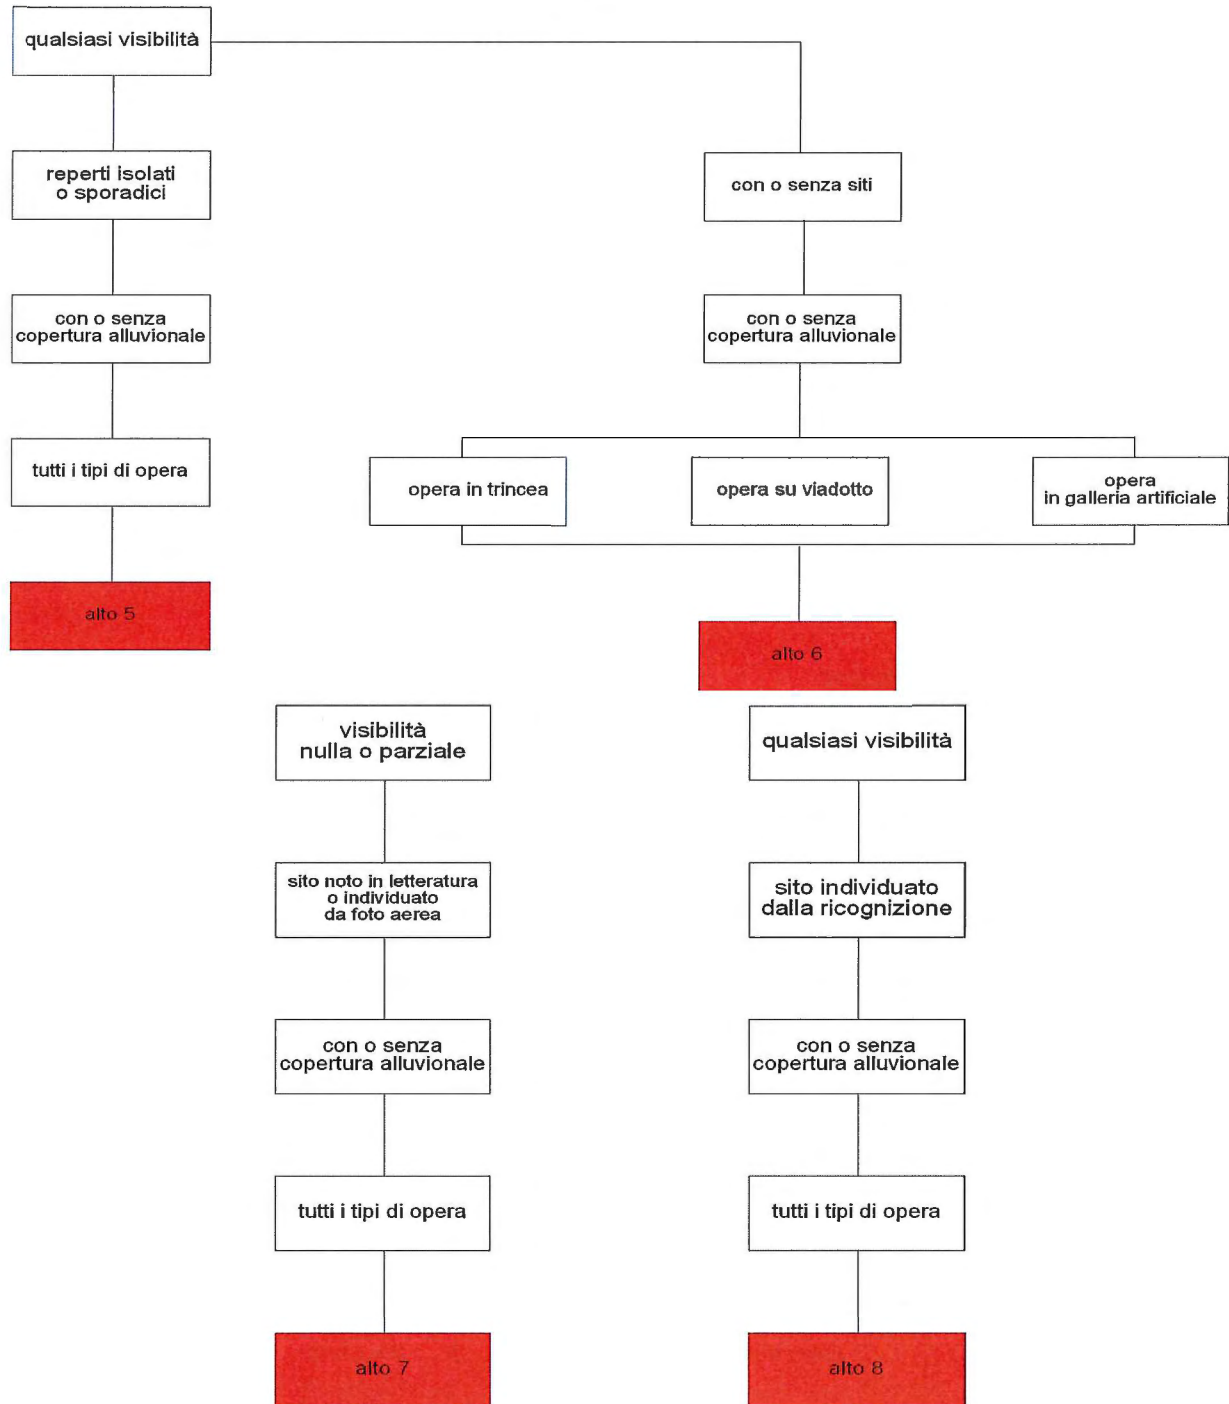 qualsiasi visibilità
reperti isolati
o sporadici
con o senza
copertura alluvionale
tutti i tipi di opera
alto 5
con o senza siti
con o senza
copertura alluvionale
opera in trincea
opera su viadotto
opera
in galleria artificiale
alto 6
visibilità
nulla o parziale
sito noto in letteratura
o individuato
da foto aerea
con o senza
copertura alluvionale
tutti i tipi di opera
alto 7
qualsiasi visibilità
sito individuato
dalla ricognizione
con o senza
copertura alluvionale
tutti i tipi di opera
alto 8